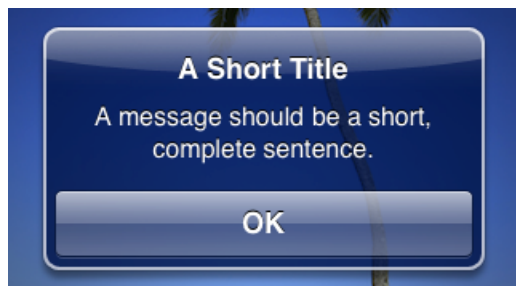 A Short Title
A message should be a short,
complete sentence.
OK